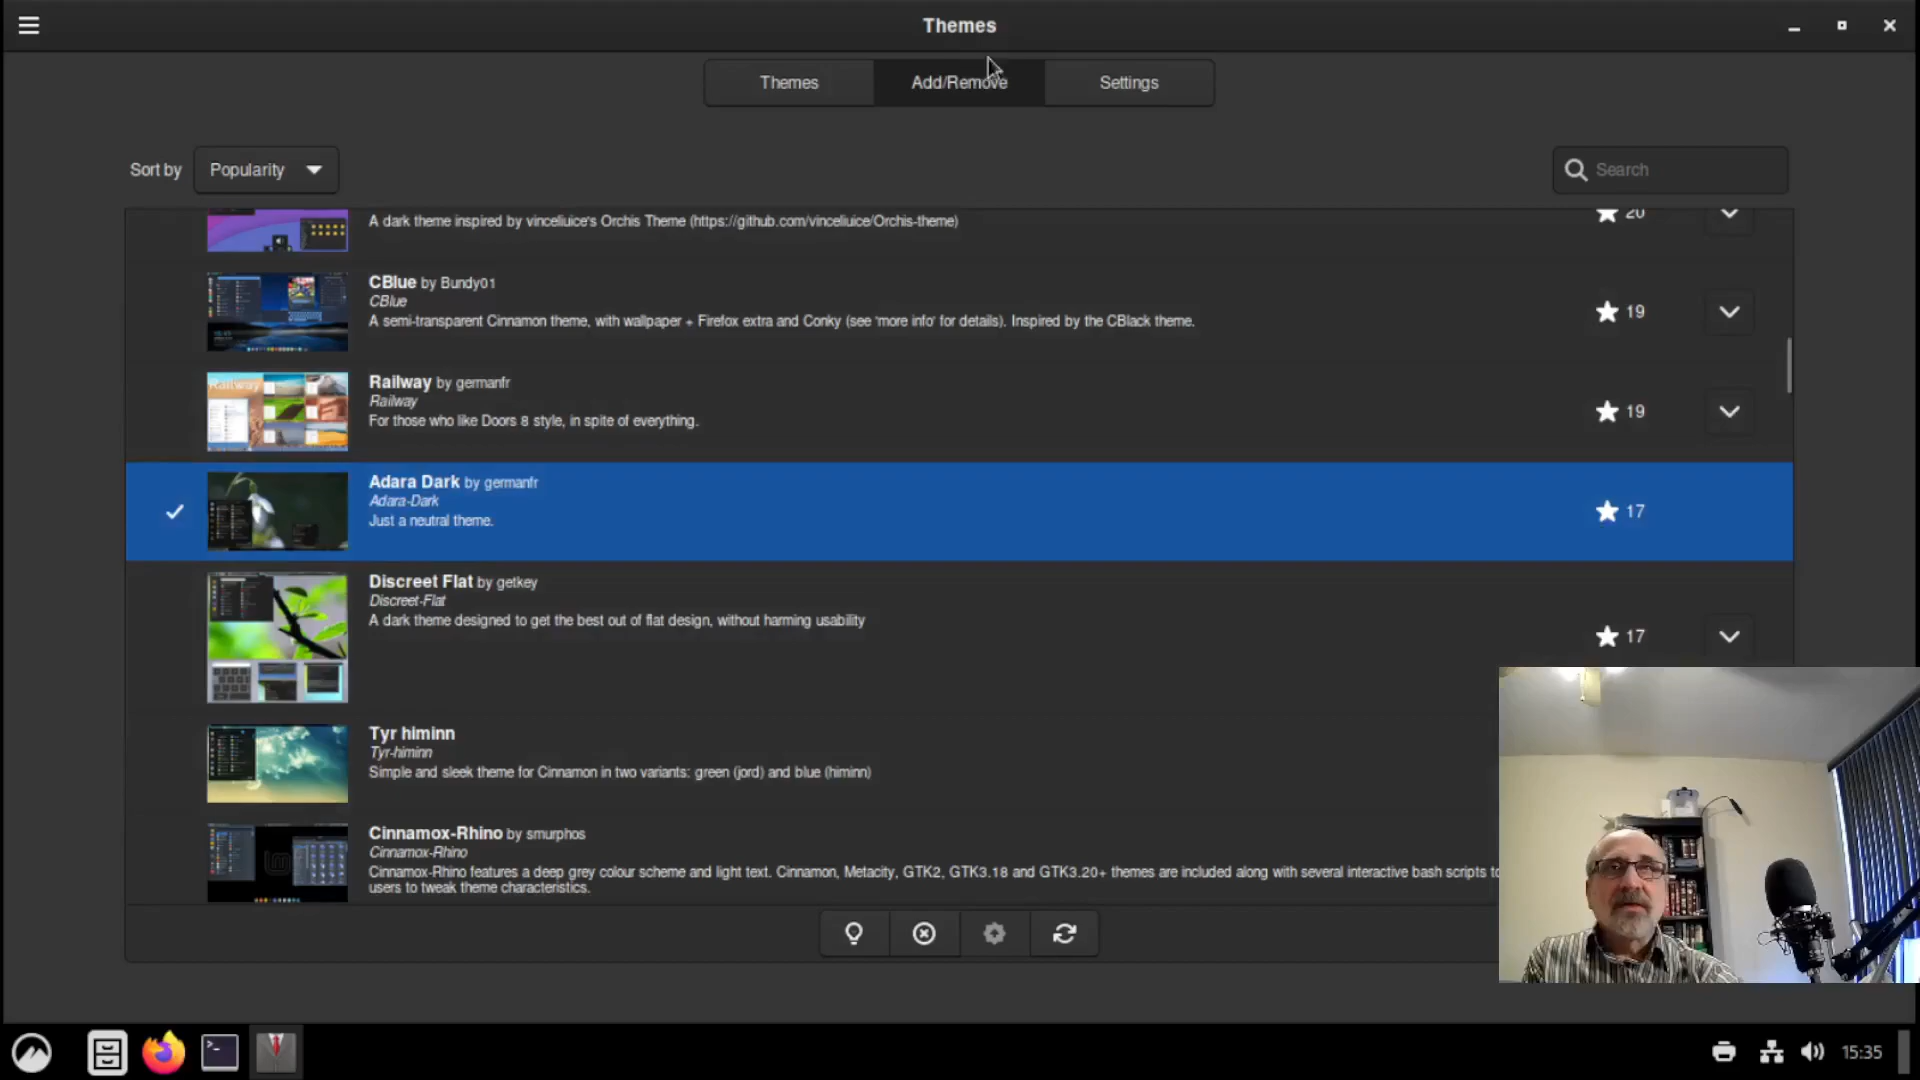 Themes
Themes
Add/Remove
Settings
Sort by
Popularity
Search
A dark theme inspired by vinceliuice's Orchis Theme (https://github.com/vinceliuice/Orchis-theme)
20
CBlue by Bundy01
CBlue
A semi-transparent Cinnamon theme, with wallpaper + Firefox extra and Conky (see 'more info' for details). Inspired by the CBlack theme.
19
Railway
Railway by germanfr
Railway
For those who like Doors 8 style, in spite of everything.
19
Adara Dark by germanfr
Adara-Dark
Just a neutral theme.
17
Discreet Flat by getkey
Discreet-Flat
A dark theme designed to get the best out of flat design, without harming usability
17
Tyr himinn
Tyr-himinn
Simple and sleek theme for Cinnamon in two variants: green (jord) and blue (himinn)
Cinnamox-Rhino by smurphos
Cinnamox-Rhino
Cinnamox-Rhino features a deep grey colour scheme and light text. Cinnamon, Metacity, GTK2, GTK3.18 and GTK3.20+ themes are included along with several interactive bash scripts to
users to tweak theme characteristics.
15:35